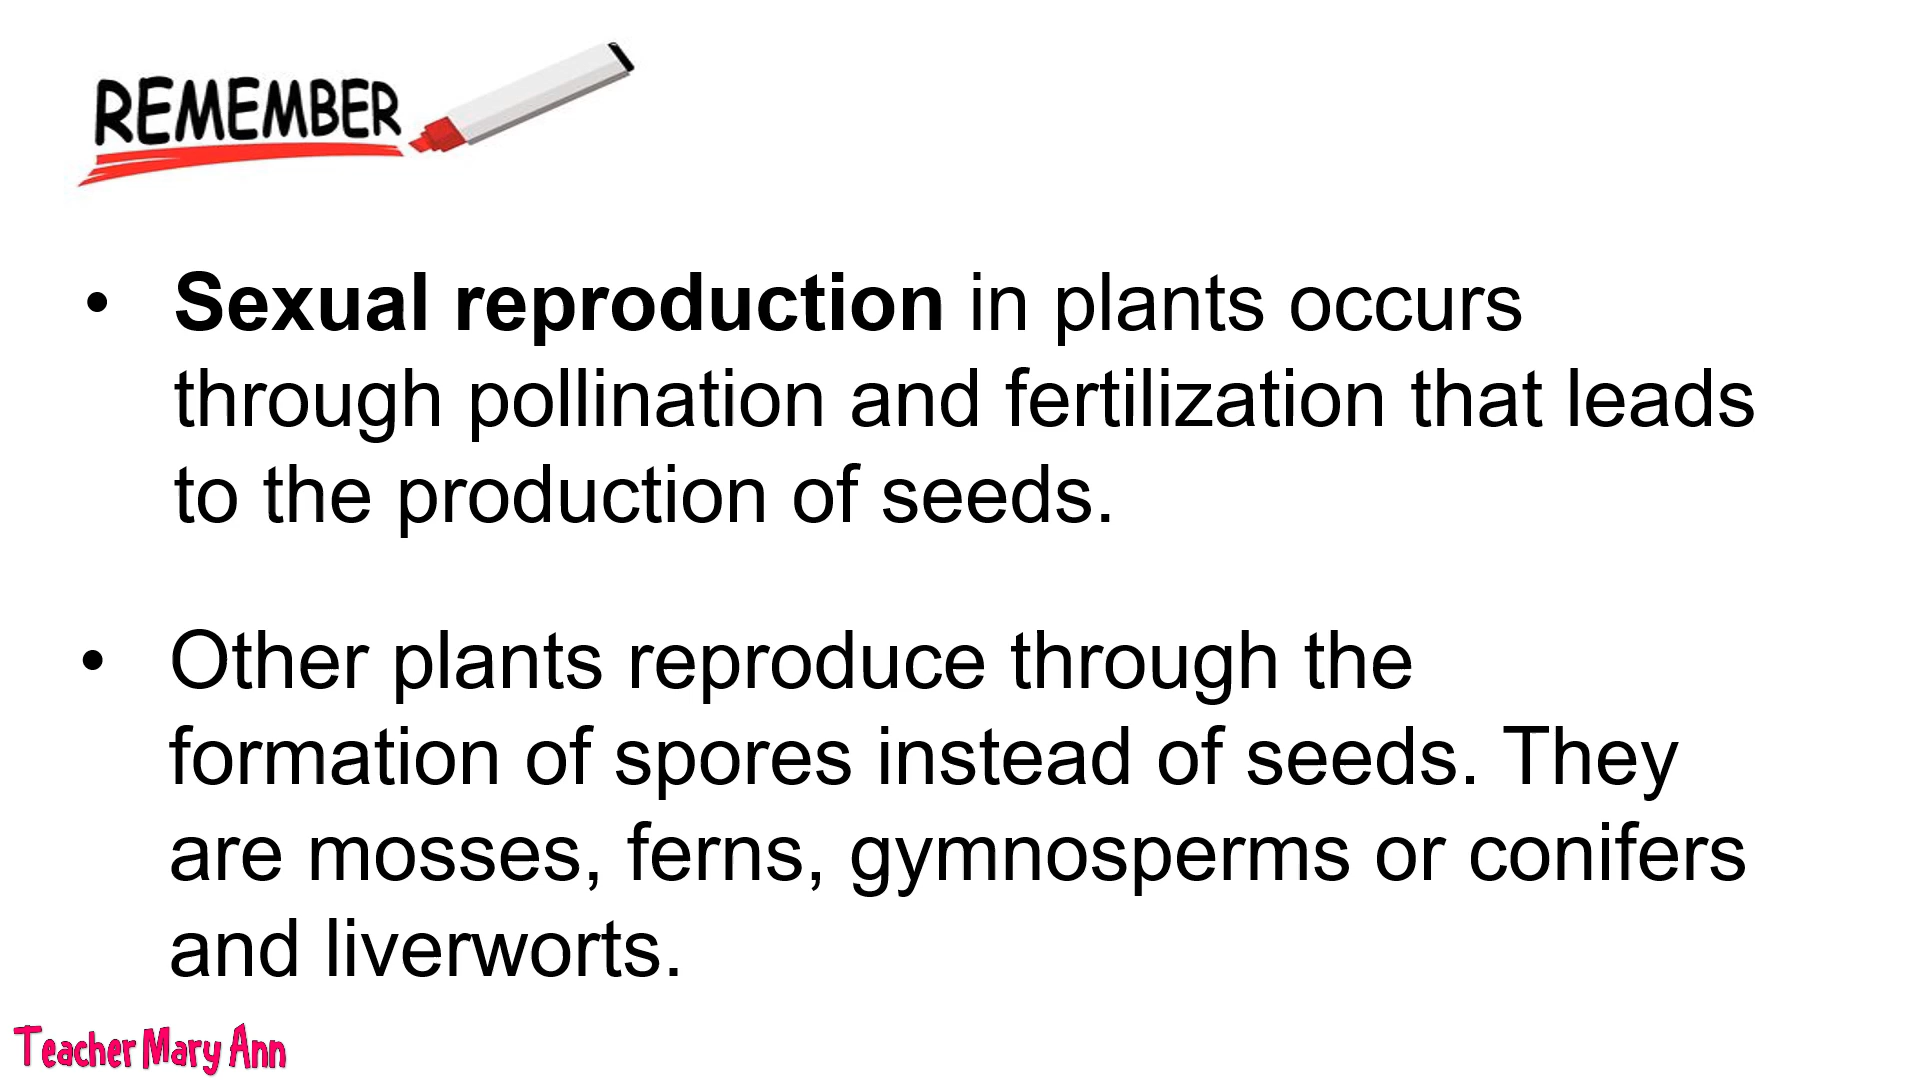 REMEMBER
• Sexual reproduction in plants occurs
through pollination and fertilization that leads
to the production of seeds.
• Other plants reproduce through the
formation of spores instead of seeds. They
are mosses, ferns, gymnosperms or conifers
and liverworts.
Teacher Mary Ann